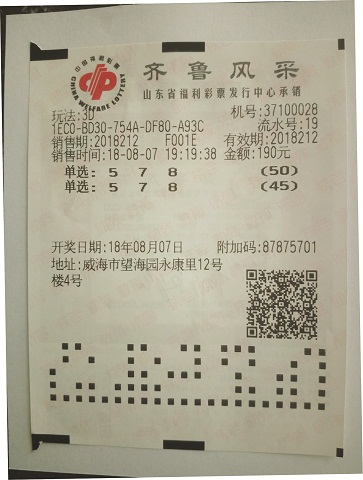 中国福利彩票
CHINA WELFARE LOTTERY
齐鲁风采
山东省福利彩票发行中心承销
玩法:3D 机号:37100028
1EC0-BD30-754A-DF80-A93C 流水号:19
销售期:2018212 F001E 有效期:2018212
销售时间:18-08-07 19:19:38 金额:190元
单选: 5 7 8 (50)
单选: 5 7 8 (45)
开奖日期:18年08月07日 附加码:87875701
地址:威海市望海园永康里12号
楼4号